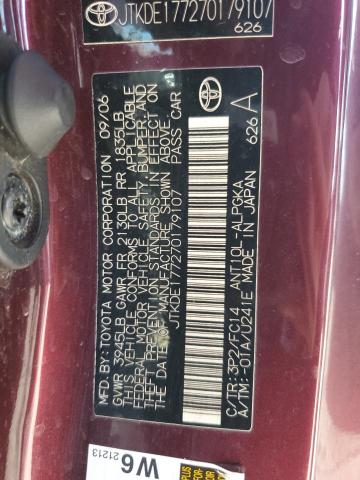 JTKDE177270179107
626
MFD. BY: TOYOTA MOTOR CORPORATION 09/06
GVWR 3945LB GAWR FR 2130LB RR 1835LB
THIS VEHICLE CONFORMS TO ALL APPLICABLE
FEDERAL MOTOR VEHICLE SAFETY, BUMPER, AND
THEFT PREVENTION STANDARDS IN EFFECT ON
THE DATE OF MANUFACTURE SHOWN ABOVE.
JTKDE177270179107 PASS CAR
C/TR: 3P2/FC14 ANT10L-ALPGKA
A/TM: -01A/U241E MADE IN JAPAN
626 A
W6
21213